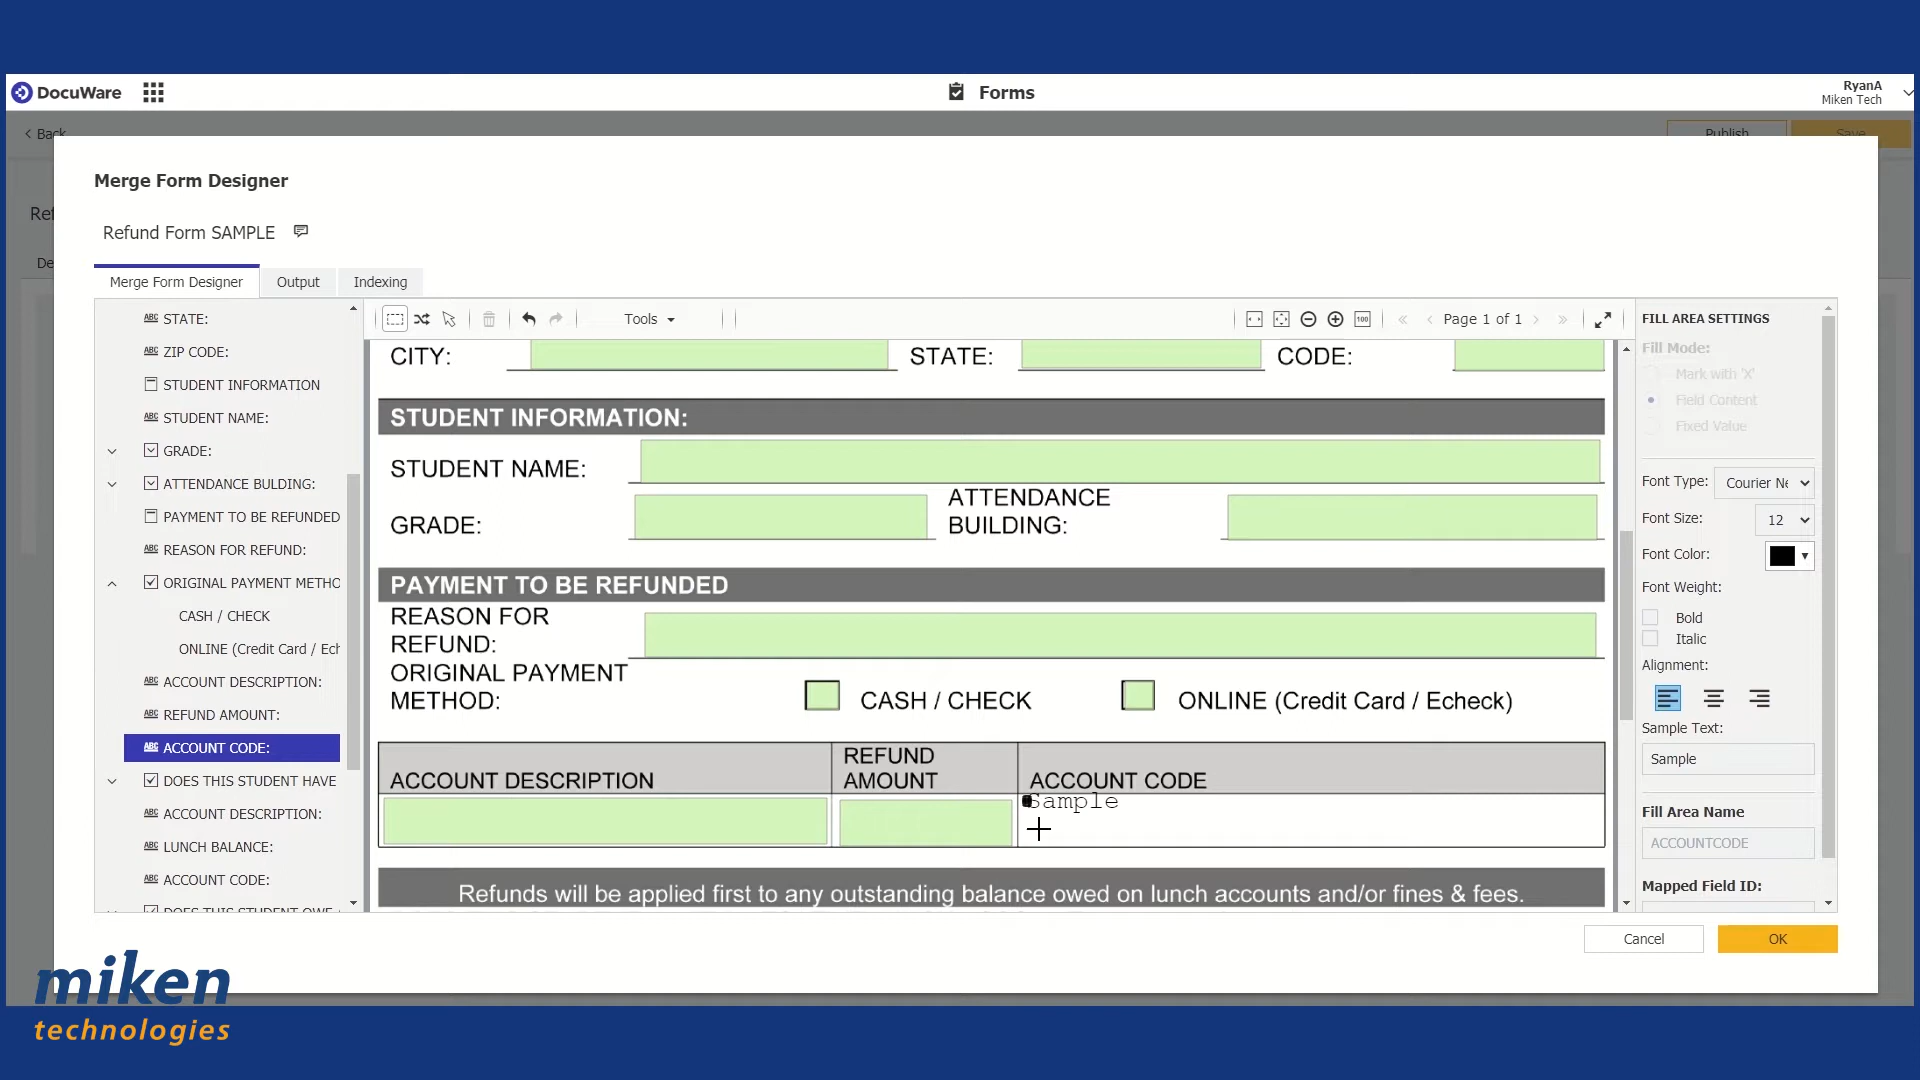 DocuWare
Forms
RyanA
Miken Tech
Back
Publish
Save
Merge Form Designer
Ref
Refund Form SAMPLE
De
Merge Form Designer
Output
Indexing
STATE:
ZIP CODE:
STUDENT INFORMATION
STUDENT NAME:
GRADE:
ATTENDANCE BULDING:
PAYMENT TO BE REFUNDED
REASON FOR REFUND:
ORIGINAL PAYMENT METHO
CASH / CHECK
ONLINE (Credit Card / Ech
ACCOUNT DESCRIPTION:
REFUND AMOUNT:
ACCOUNT CODE:
DOES THIS STUDENT HAVE
ACCOUNT DESCRIPTION:
LUNCH BALANCE:
ACCOUNT CODE:
DOES THIS STUDENT OWE
Tools
100
Page 1 of 1
CITY:
STATE:
CODE:
STUDENT INFORMATION:
STUDENT NAME:
GRADE:
ATTENDANCE
BUILDING:
PAYMENT TO BE REFUNDED
REASON FOR
REFUND:
ORIGINAL PAYMENT
METHOD:
CASH / CHECK
ONLINE (Credit Card / Echeck)
ACCOUNT DESCRIPTION
REFUND
AMOUNT
ACCOUNT CODE
Sample
Refunds will be applied first to any outstanding balance owed on lunch accounts and/or fines & fees.
FILL AREA SETTINGS
Fill Mode:
Mark with 'X'
Field Content
Fixed Value
Font Type:
Courier Ne
Font Size:
12
Font Color:
Font Weight:
Bold
Italic
Alignment:
Sample Text:
Sample
Fill Area Name
ACCOUNTCODE
Mapped Field ID:
Cancel
OK
miken
technologies